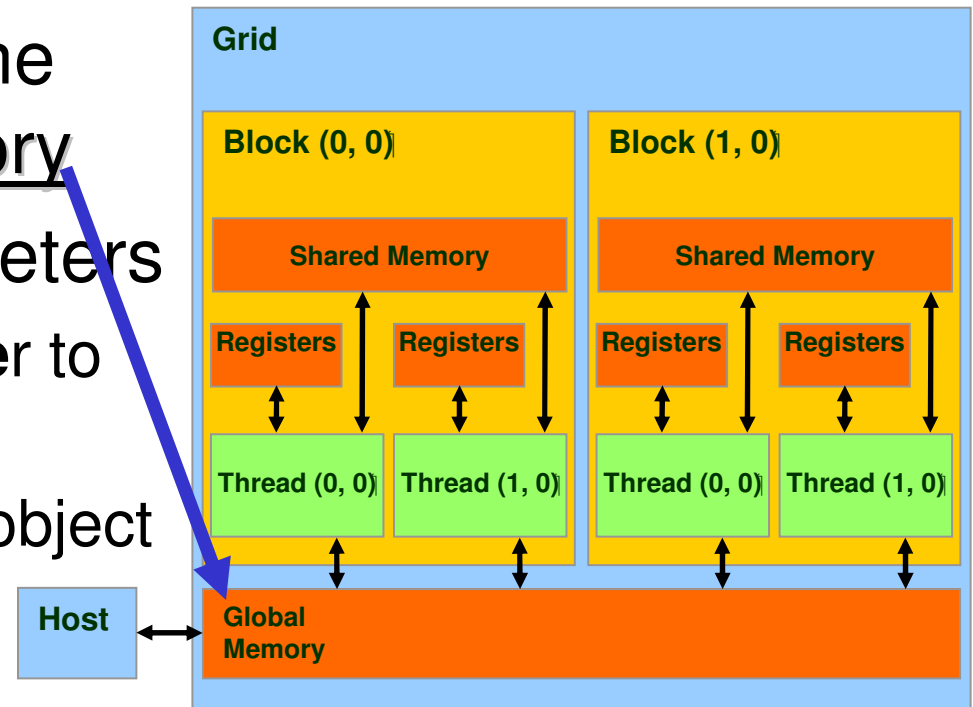 ne
ory
eters
er to
object
Grid
Block (0, 0)
Block (1, 0)
Shared Memory
Shared Memory
Registers
Registers
Registers
Registers
Thread (0, 0)
Thread (1, 0)
Thread (0, 0)
Thread (1, 0)
Host
Global
Memory